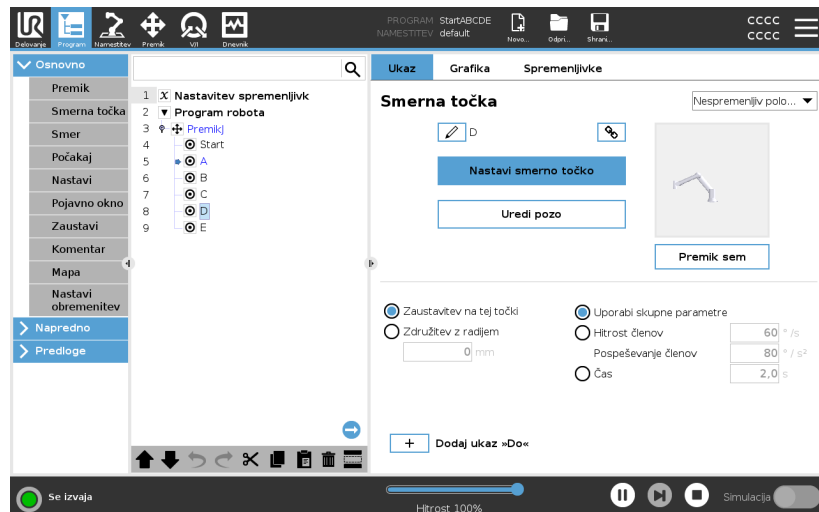 UR
PROGRAM StartABCDE
NAMESTITEV default
Delovanje Program Namestitev Premik V/I Dnevnik
Novo... Odpri... Shrani...
cccc
cccc
Osnovno
Premik
Smerna točka
Smer
Počakaj
Nastavi
Pojavno okno
Zaustavi
Komentar
Mapa
Nastavi
obremenitev
Napredno
Predloge
1 X Nastavitev spremenljivk
2 Program robota
3 PremikJ
4 Start
5 A
6 B
7 C
8 D
9 E
Ukaz Grafika Spremenljivke
Smerna točka
Nespremenljiv polo...
D
Nastavi smerno točko
Uredi pozo
Premik sem
Zaustavitev na tej točki
Združitev z radijem
0 mm
Uporabi skupne parametre
Hitrost členov 60 ° /s
Pospeševanje členov 80 ° / s²
Čas 2,0 s
+ Dodaj ukaz »Do«
Se izvaja
Hitrost 100%
Simulacija